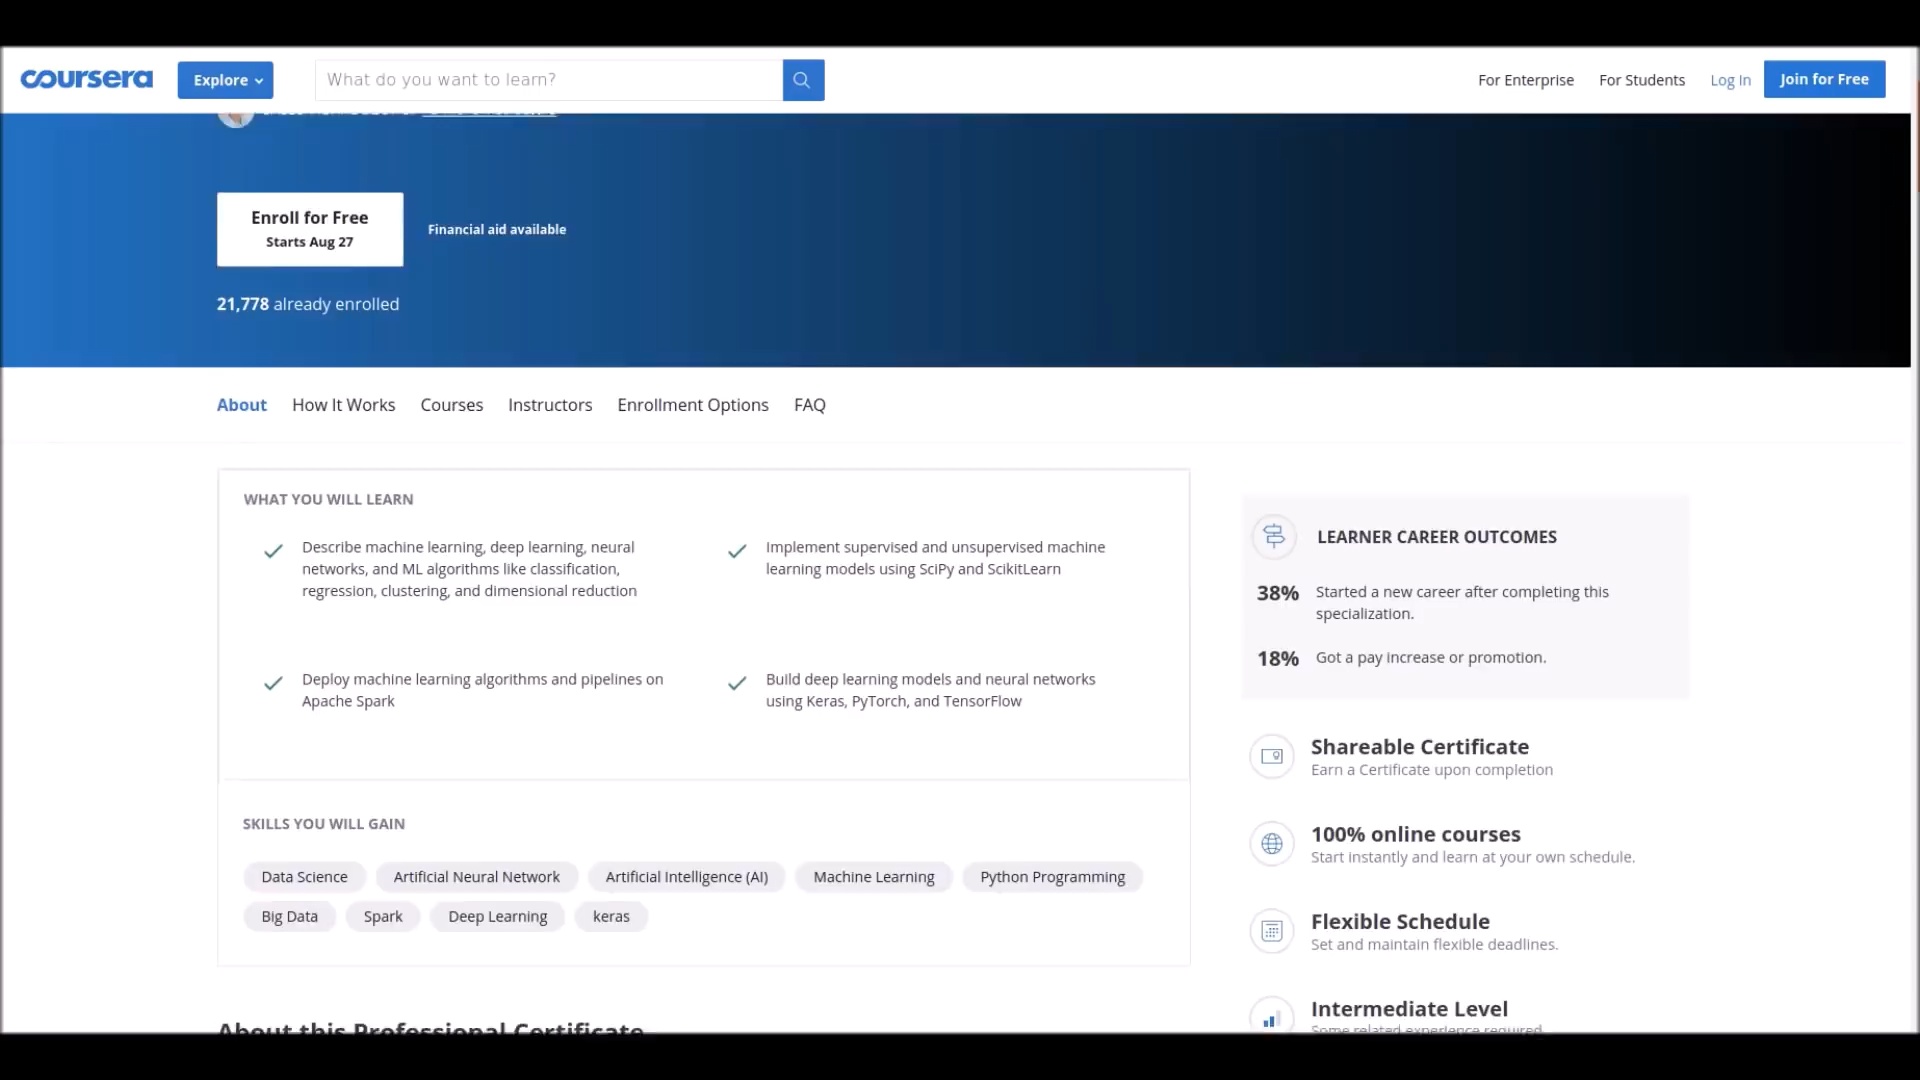 coursera
Explore
What do you want to learn?
For Enterprise
For Students
Log In
Join for Free
Enroll for Free
Starts Aug 27
Financial aid available
21,778 already enrolled
About
How It Works
Courses
Instructors
Enrollment Options
FAQ
WHAT YOU WILL LEARN
Describe machine learning, deep learning, neural
networks, and ML algorithms like classification,
regression, clustering, and dimensional reduction
Implement supervised and unsupervised machine
learning models using SciPy and ScikitLearn
Deploy machine learning algorithms and pipelines on
Apache Spark
Build deep learning models and neural networks
using Keras, PyTorch, and TensorFlow
SKILLS YOU WILL GAIN
Data Science
Artificial Neural Network
Artificial Intelligence (AI)
Machine Learning
Python Programming
Big Data
Spark
Deep Learning
keras
About this Professional Certificate
LEARNER CAREER OUTCOMES
38% Started a new career after completing this
specialization.
18% Got a pay increase or promotion.
Shareable Certificate
Earn a Certificate upon completion
100% online courses
Start instantly and learn at your own schedule.
Flexible Schedule
Set and maintain flexible deadlines.
Intermediate Level
Some related experience required.